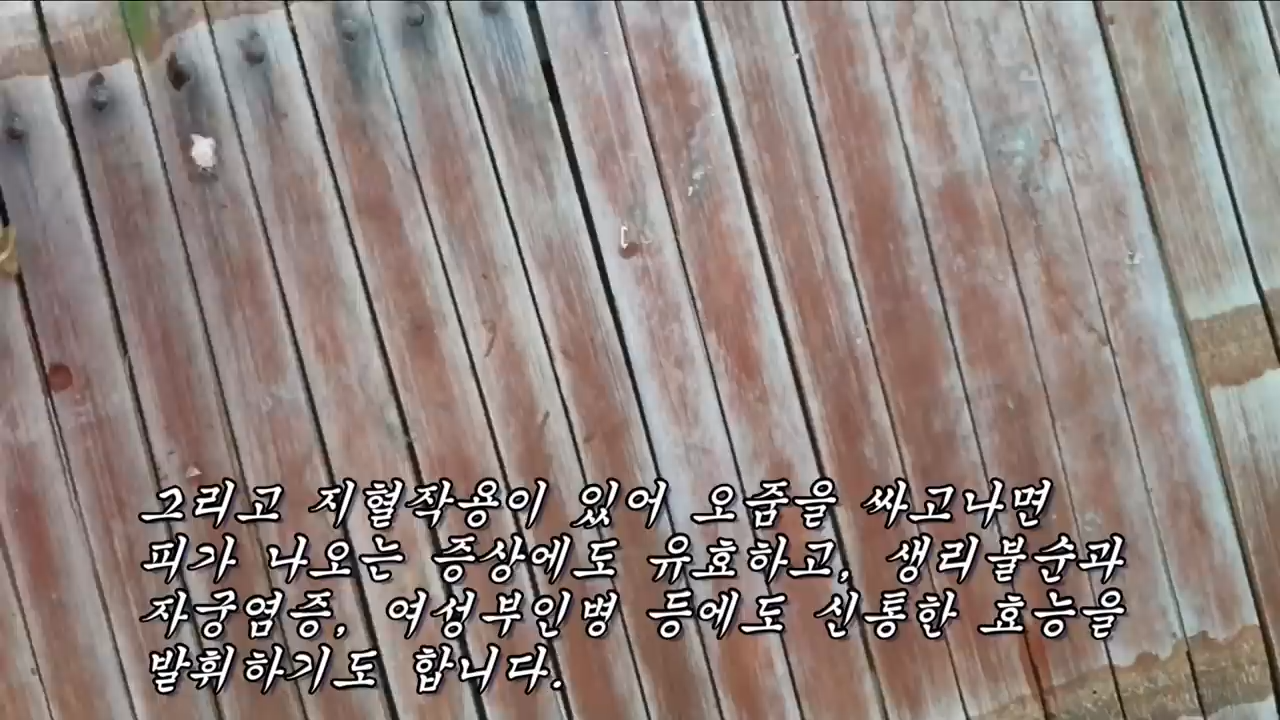 그리고 지혈작용이 있어 오줌을 싸고나면
피가 나오는 증상에도 유효하고, 생리불순과
자궁염증, 여성부인병 등에도 신통한 효능을
발휘하기도 합니다.